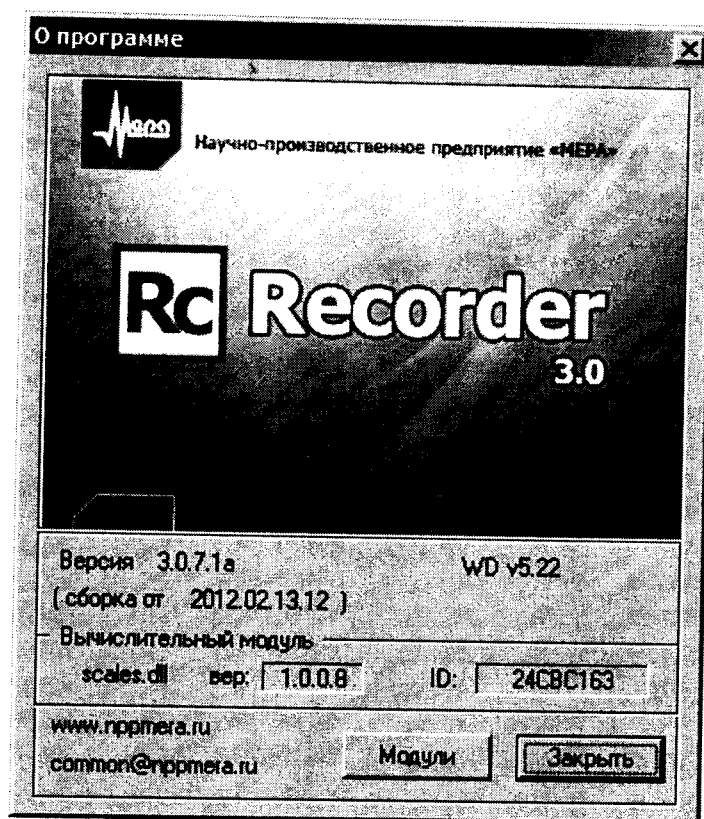 О программе
Мера
Научно-производственное предприятие «МЕРА»
Rc Recorder
3.0
Версия 3.0.7.1a WD v5.22
( сборка от 2012.02.13.12 )
Вычислительный модуль
scales.dll вер: 1.0.0.8 ID: 24CBC163
www.nppmera.ru
common@nppmera.ru
Модули Закрыть